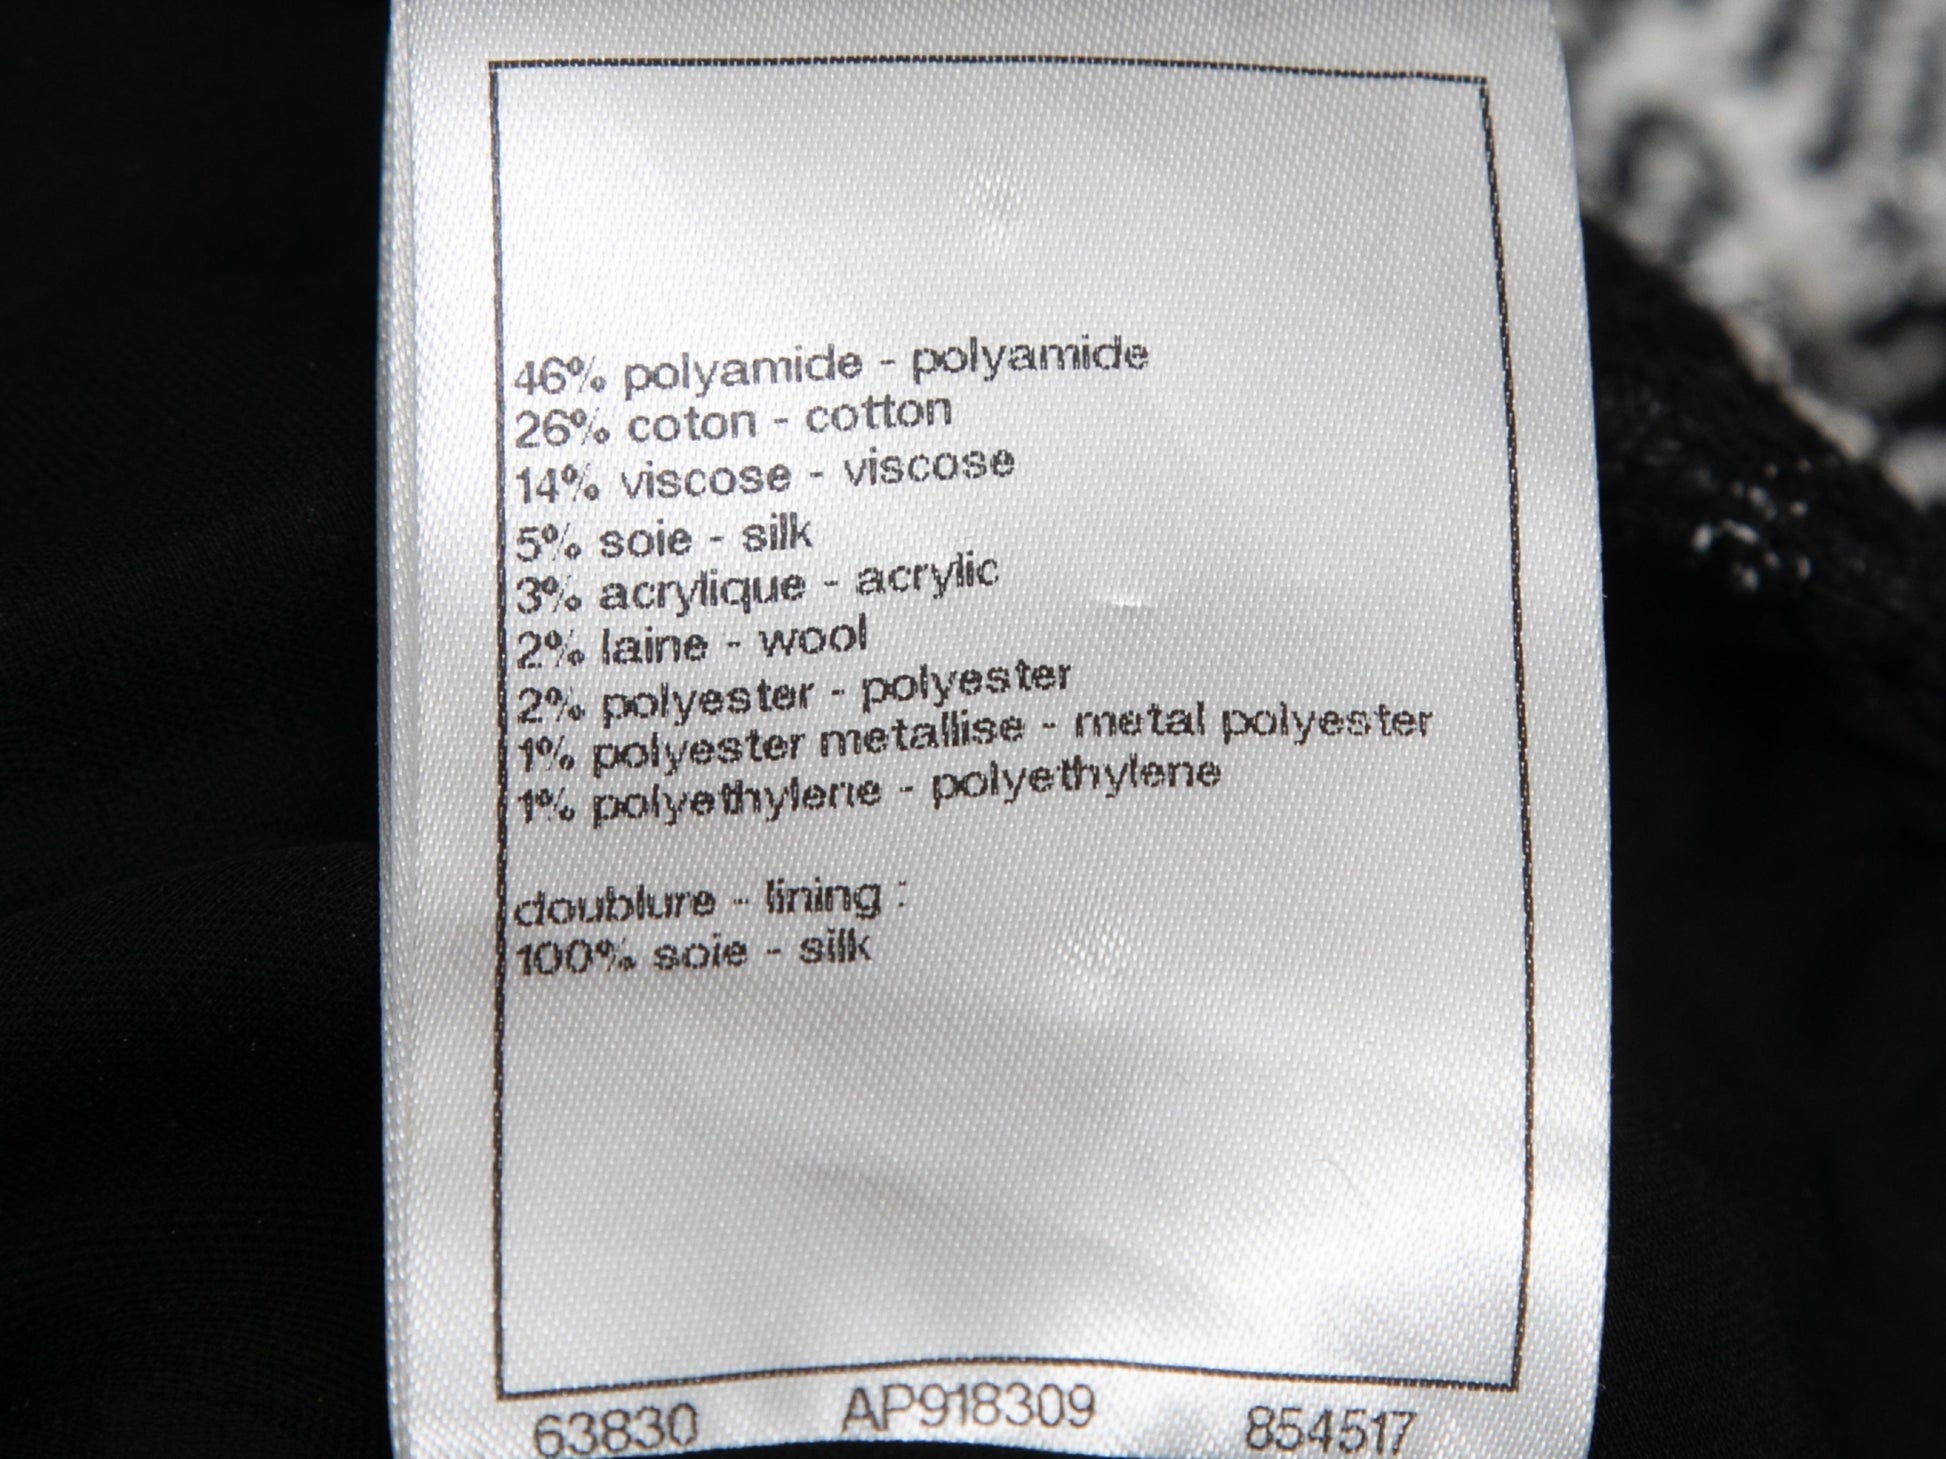 46% polyamide - polyamide
26% coton - cotton
14% viscose - viscose
5% soie - silk
3% acrylique - acrylic
2% laine - wool
2% polyester - polyester
1% polyester metallise - metal polyester
1% polyethylene - polyethylene
doublure - lining :
100% soie - silk
63830 AP918309 854517